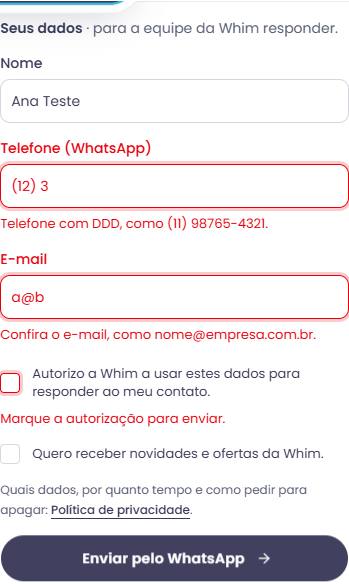 Seus dados · para a equipe da Whim responder.
Nome
Ana Teste
Telefone (WhatsApp)
(12) 3
Telefone com DDD, como (11) 98765-4321.
E-mail
a@b
Confira o e-mail, como nome@empresa.com.br.
Autorizo a Whim a usar estes dados para
responder ao meu contato.
Marque a autorização para enviar.
Quero receber novidades e ofertas da Whim.
Quais dados, por quanto tempo e como pedir para
apagar: Política de privacidade.
Enviar pelo WhatsApp →